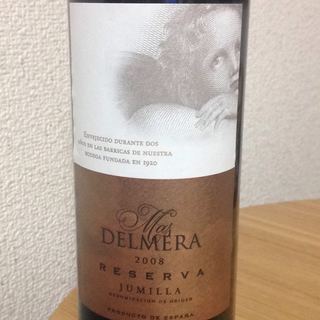 ENVEJECIDO DURANTE DOS
AÑOS EN LAS BARRICAS DE NUESTRA
BODEGA FUNDADA EN 1920
Mas
DELMERA
2008
RESERVA
JUMILLA
DENOMINACIÓN DE ORIGEN
PRODUCTO DE ESPAÑA